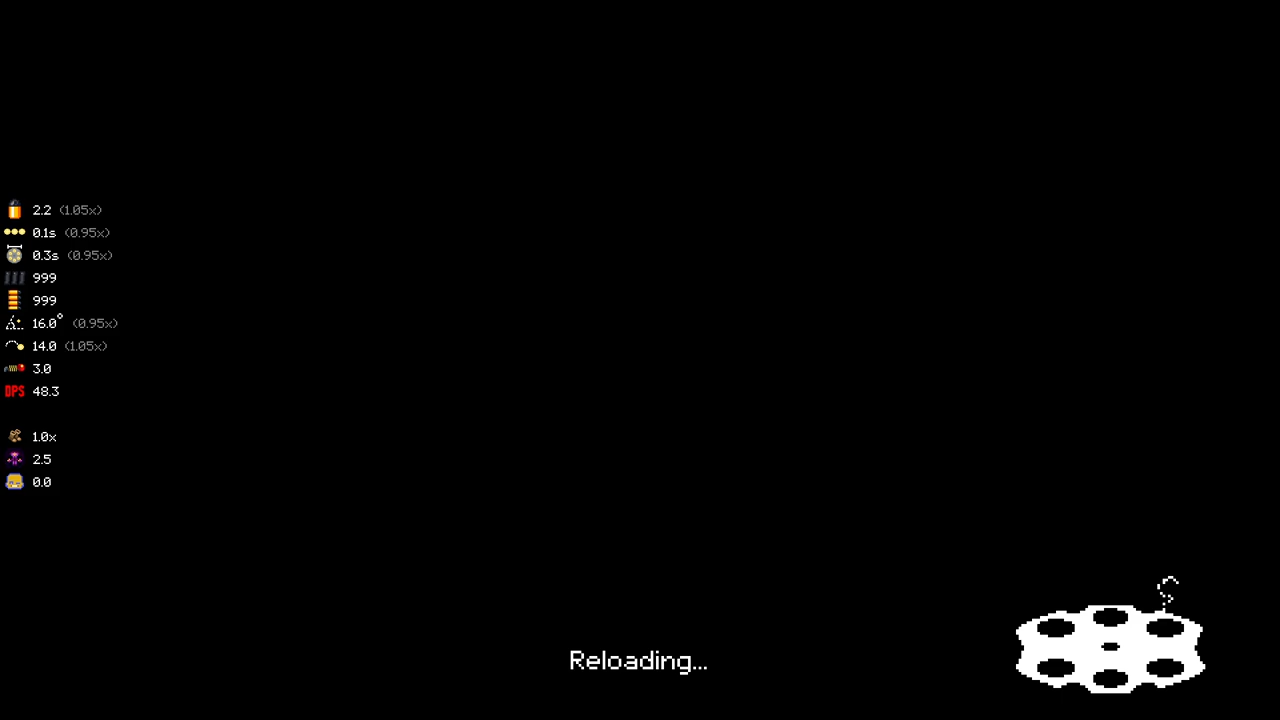 2.2 (1.05x)
0.1s (0.95x)
0.3s (0.95x)
999
999
16.0° (0.95x)
14.0 (1.05x)
3.0
DPS 48.3
1.0x
2.5
0.0
Reloading...